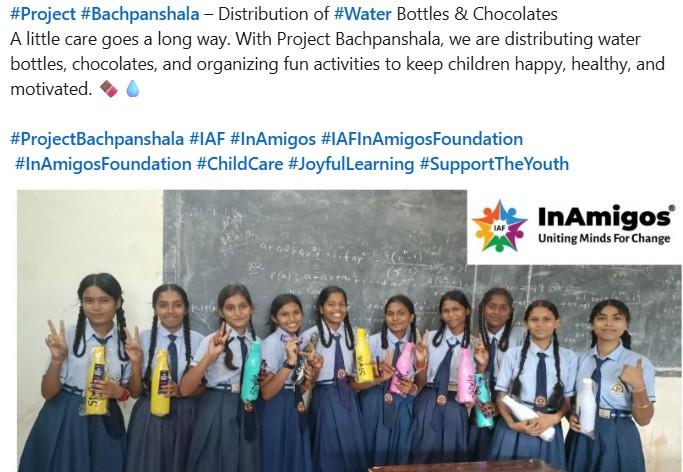 #Project #Bachpanshala – Distribution of #Water Bottles & Chocolates
A little care goes a long way. With Project Bachpanshala, we are distributing water
bottles, chocolates, and organizing fun activities to keep children happy, healthy, and
motivated. 🍫 💧
#ProjectBachpanshala #IAF #InAmigos #IAFInAmigosFoundation
#InAmigosFoundation #ChildCare #JoyfulLearning #SupportTheYouth
IAF
InAmigos®
Uniting Minds For Change